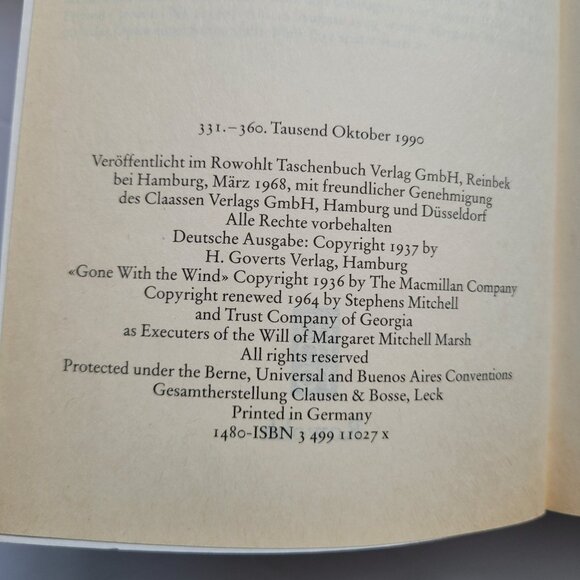 331.–360. Tausend Oktober 1990
Veröffentlicht im Rowohlt Taschenbuch Verlag GmbH, Reinbek
bei Hamburg, März 1968, mit freundlicher Genehmigung
des Claassen Verlags GmbH, Hamburg und Düsseldorf
Alle Rechte vorbehalten
Deutsche Ausgabe: Copyright 1937 by
H. Goverts Verlag, Hamburg
«Gone With the Wind» Copyright 1936 by The Macmillan Company
Copyright renewed 1964 by Stephens Mitchell
and Trust Company of Georgia
as Executers of the Will of Margaret Mitchell Marsh
All rights reserved
Protected under the Berne, Universal and Buenos Aires Conventions
Gesamtherstellung Clausen & Bosse, Leck
Printed in Germany
1480-ISBN 3 499 11027 x